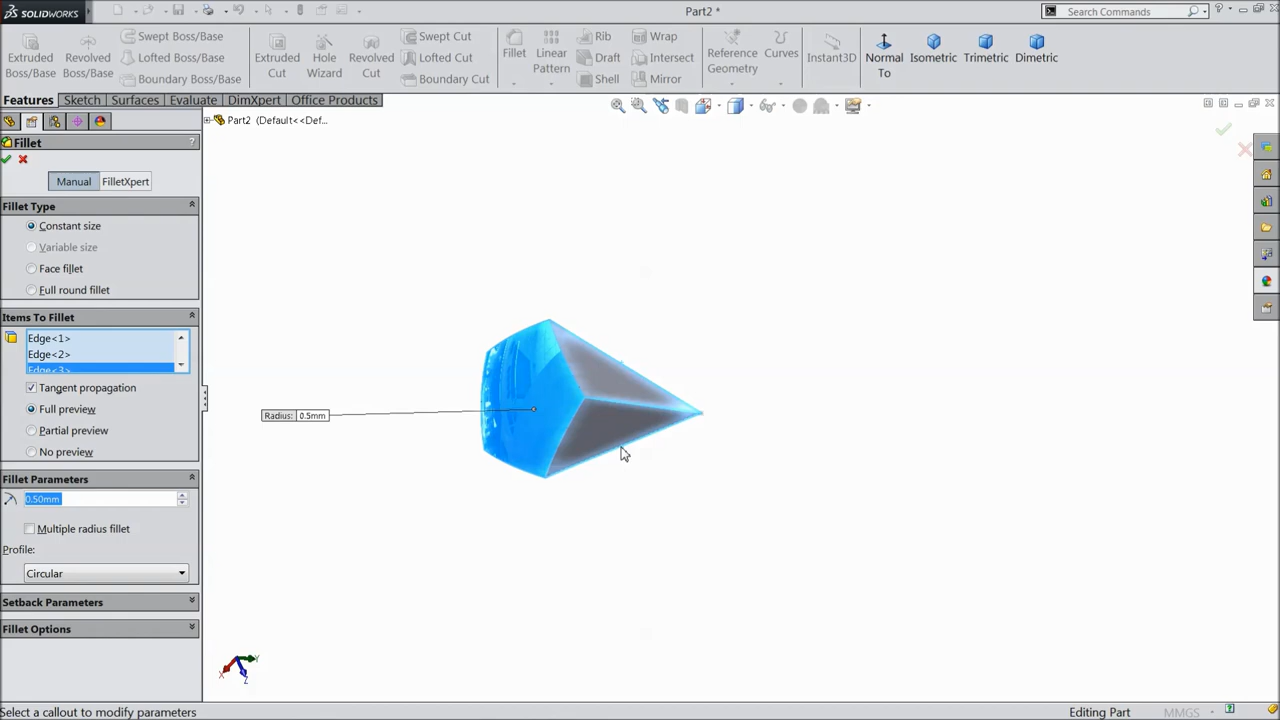 SOLIDWORKS
Part2 *
Search Commands
Extruded Boss/Base
Revolved Boss/Base
Swept Boss/Base
Lofted Boss/Base
Boundary Boss/Base
Extruded Cut
Hole Wizard
Revolved Cut
Swept Cut
Lofted Cut
Boundary Cut
Fillet
Linear Pattern
Rib
Draft
Shell
Wrap
Intersect
Mirror
Reference Geometry
Curves
Instant3D
Normal To
Isometric
Trimetric
Dimetric
Features
Sketch
Surfaces
Evaluate
DimXpert
Office Products
Part2 (Default<<Def...
Fillet
?
Manual
FilletXpert
Fillet Type
Constant size
Variable size
Face fillet
Full round fillet
Items To Fillet
Edge<1>
Edge<2>
Edge<3>
Tangent propagation
Full preview
Partial preview
No preview
Fillet Parameters
0.50mm
Multiple radius fillet
Profile:
Circular
Setback Parameters
Fillet Options
Radius: 0.5mm
X
Y
Z
Select a callout to modify parameters
Editing Part
MMGS